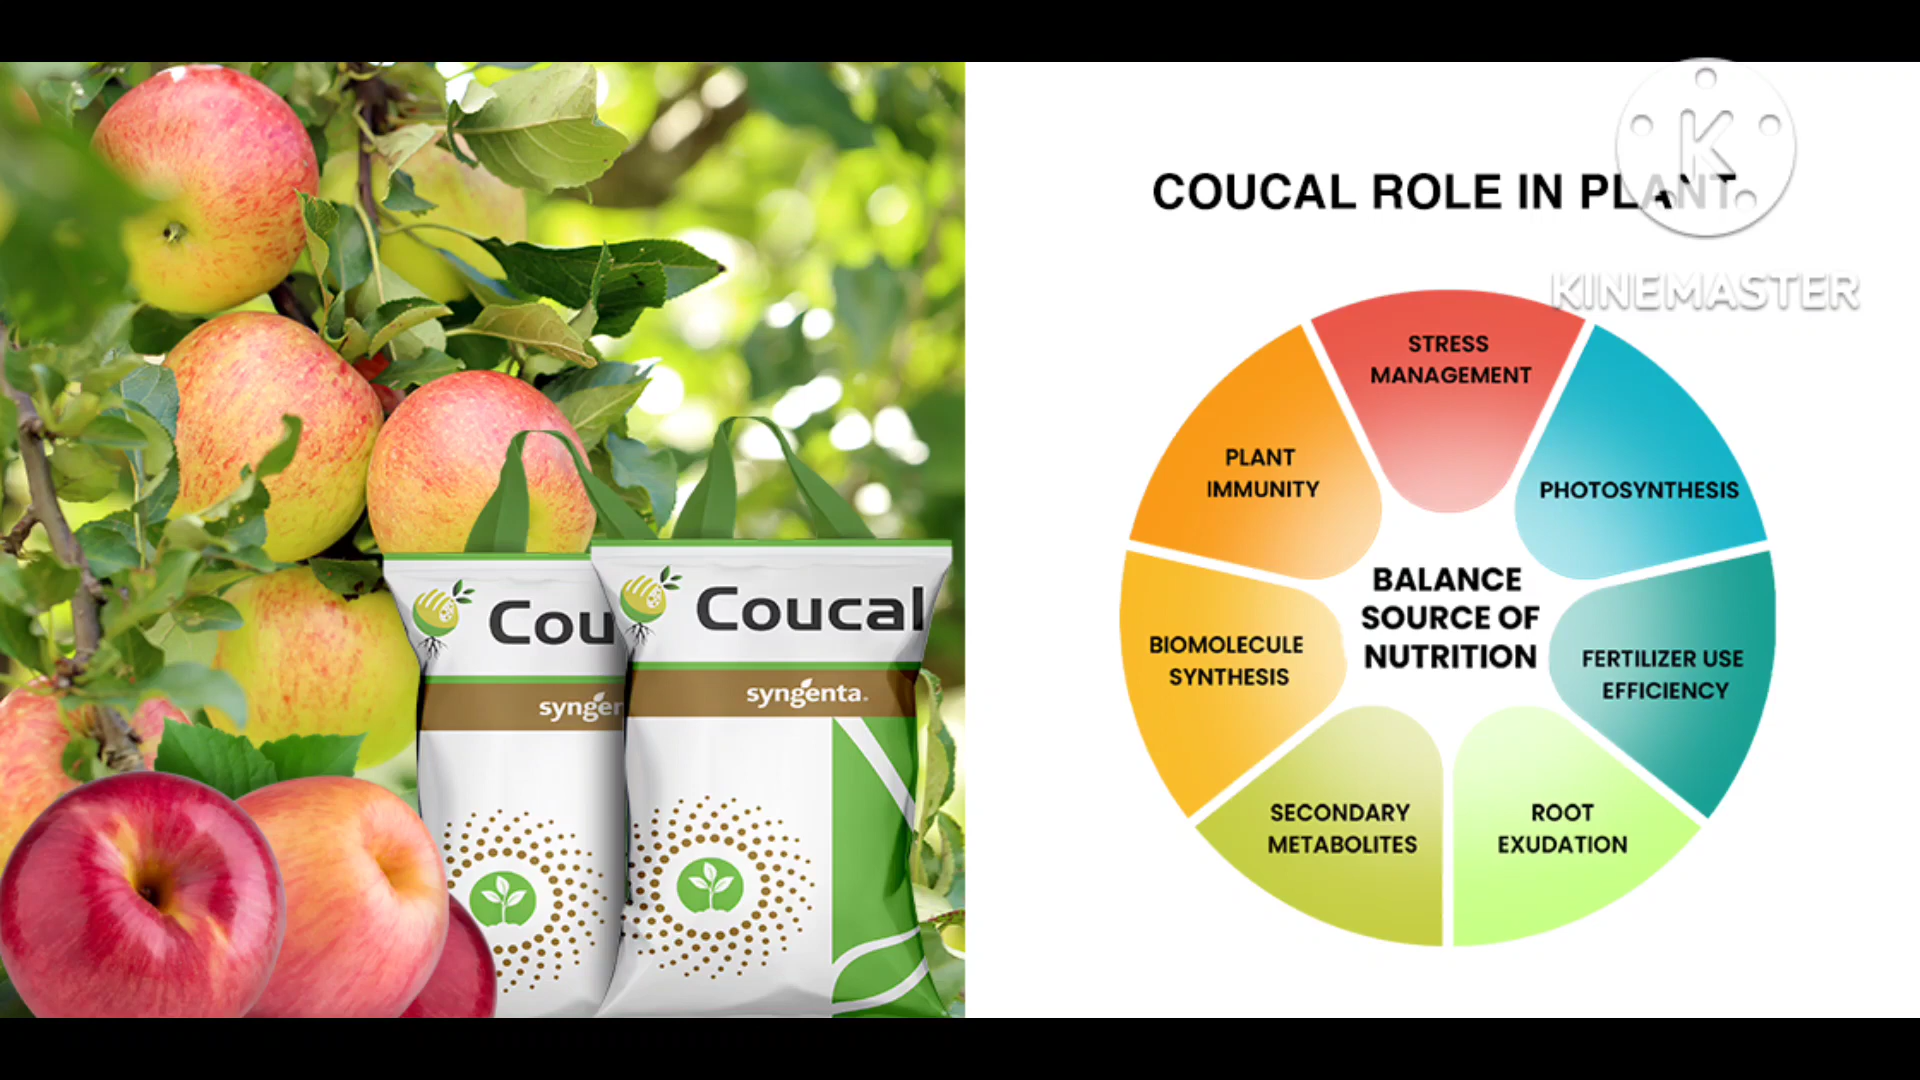 COUCAL ROLE IN PLANT
K
KINEMASTER
STRESS
MANAGEMENT
PHOTOSYNTHESIS
FERTILIZER USE
EFFICIENCY
ROOT
EXUDATION
SECONDARY
METABOLITES
BIOMOLECULE
SYNTHESIS
PLANT
IMMUNITY
BALANCE
SOURCE OF
NUTRITION
Cou
syngen
Coucal
syngenta.